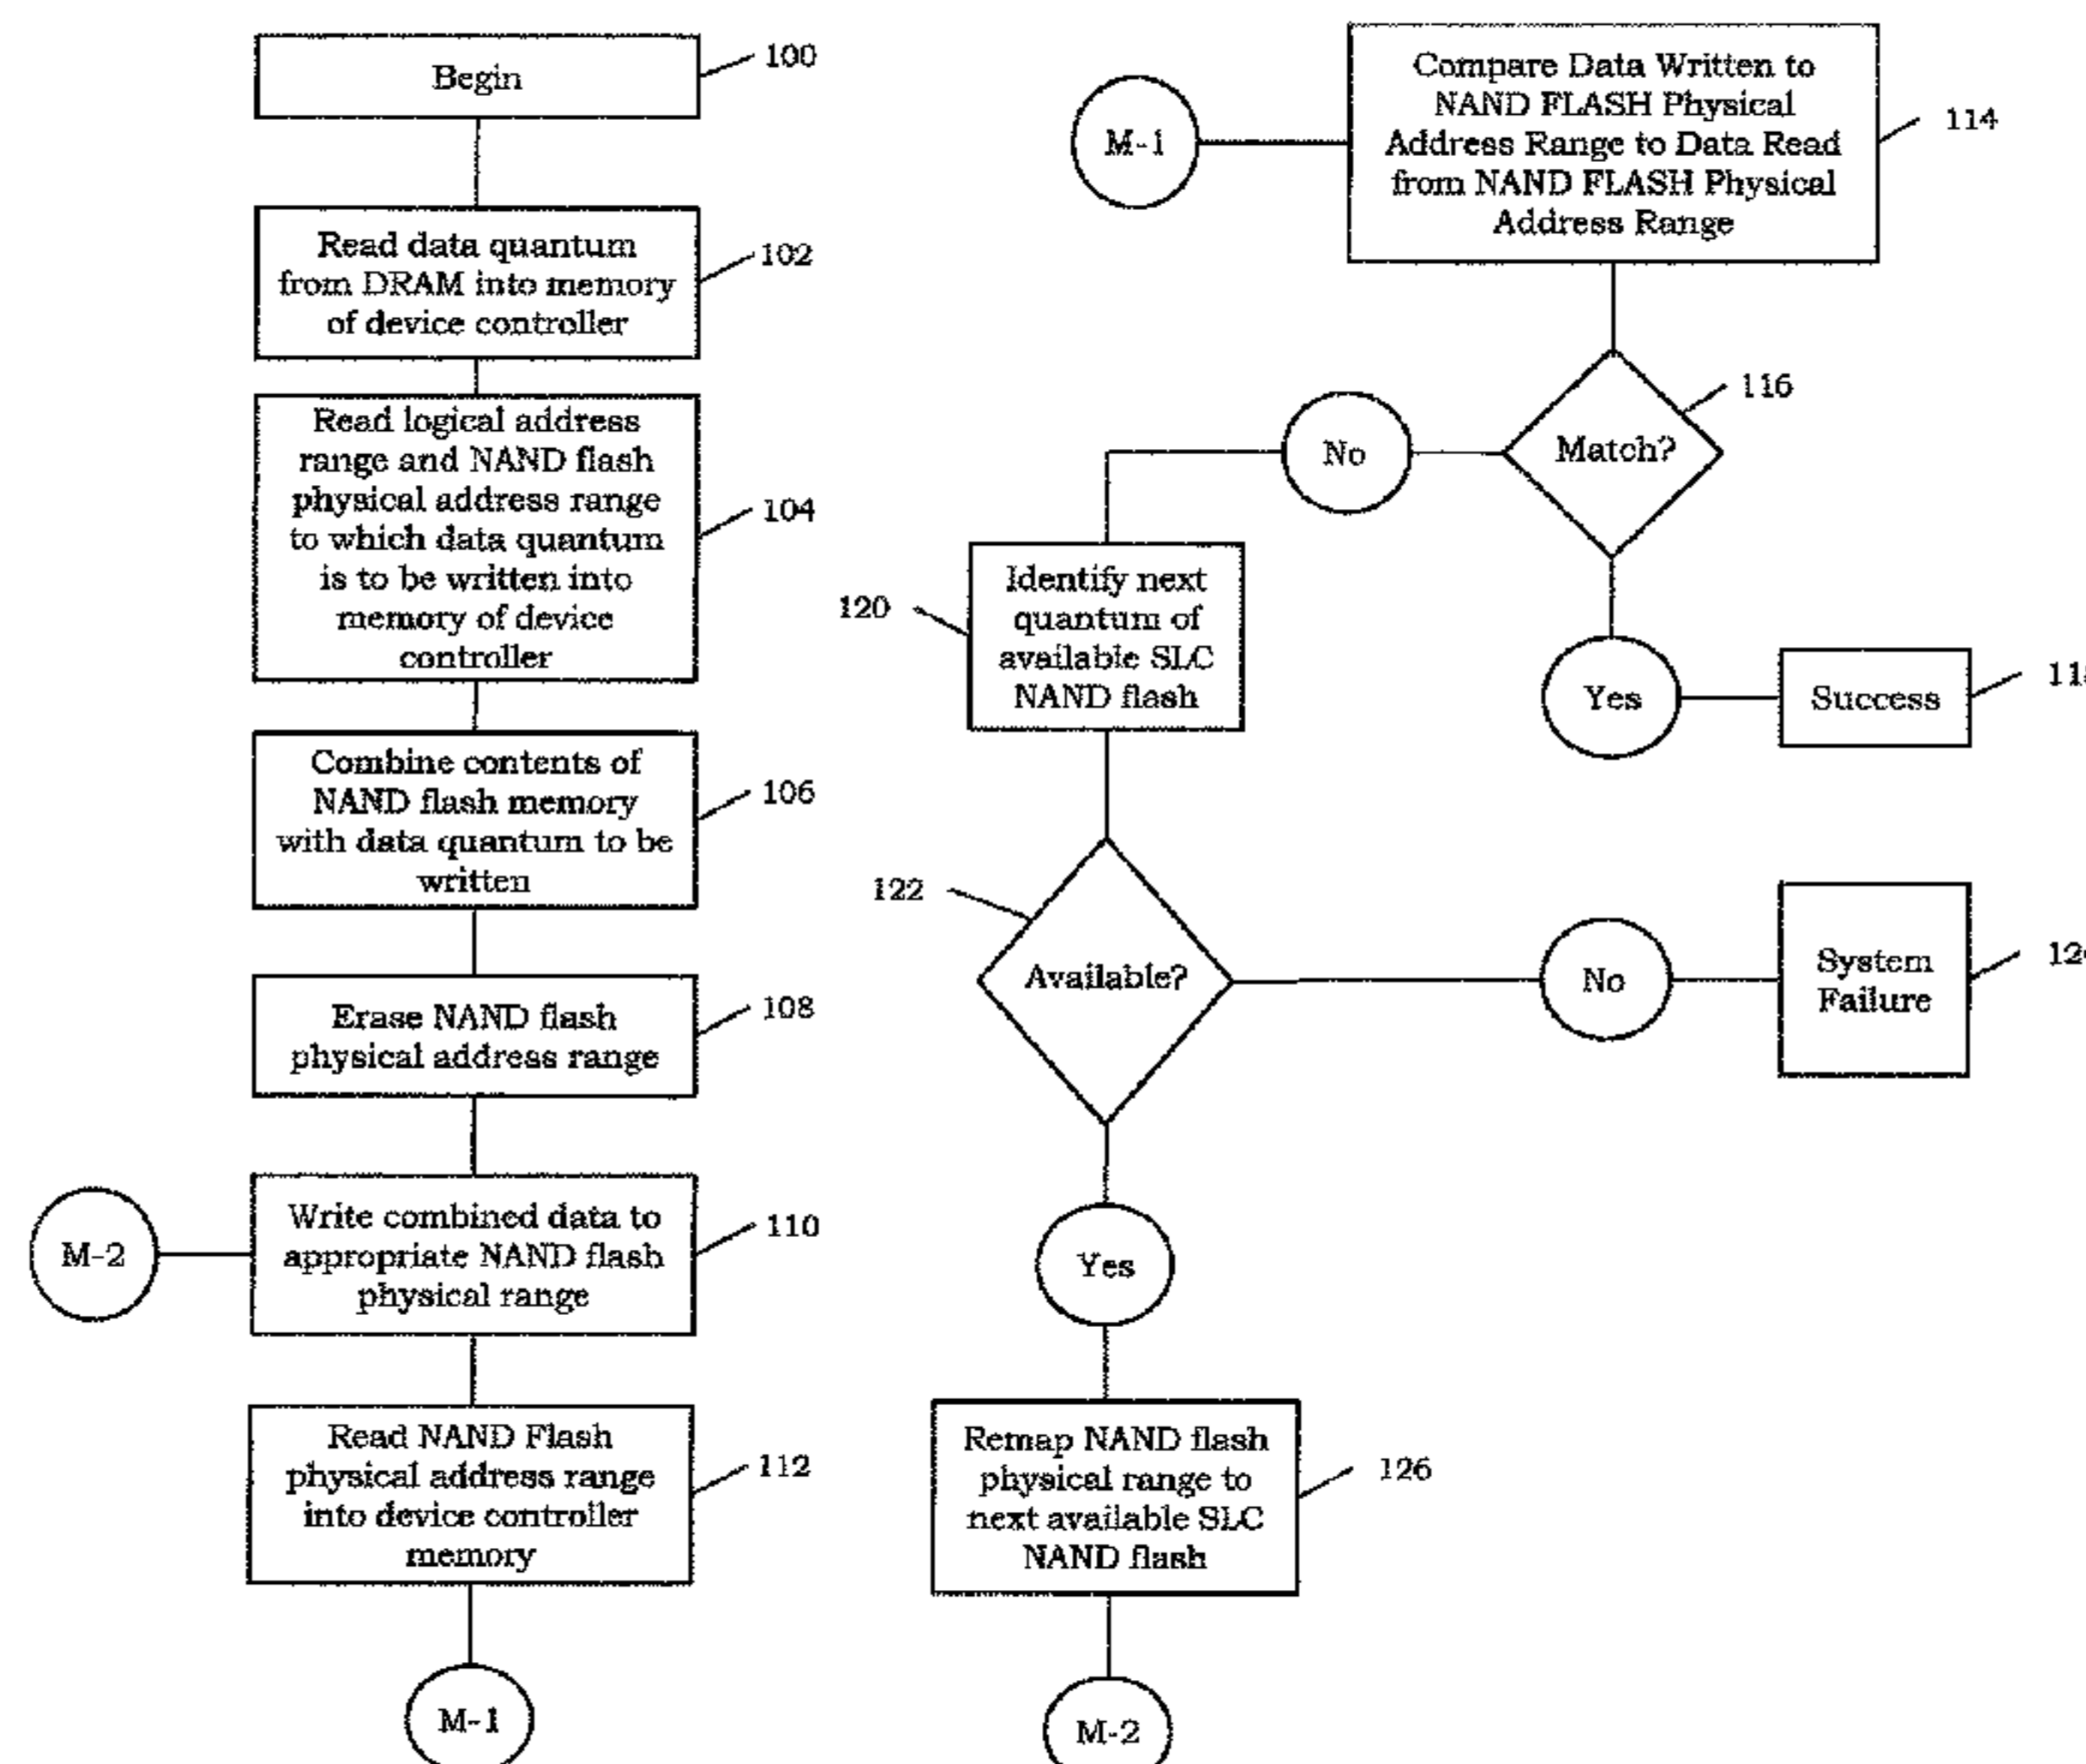 Begin
100
Read data quantum
from DRAM into memory
of device controller
102
Read logical address
range and NAND flash
physical address range
to which data quantum
is to be written into
memory of device
controller
104
Combine contents of
NAND flash memory
with data quantum to be
written
106
Erase NAND flash
physical address range
108
M-2
Write combined data to
appropriate NAND flash
physical range
110
Read NAND Flash
physical address range
into device controller
memory
112
M-1
M-1
Compare Data Written to
NAND FLASH Physical
Address Range to Data Read
from NAND FLASH Physical
Address Range
114
Match?
116
No
Yes
Success
120
Identify next
quantum of
available SLC
NAND flash
122
Available?
No
System
Failure
Yes
Remap NAND flash
physical range to
next available SLC
NAND flash
126
M-2